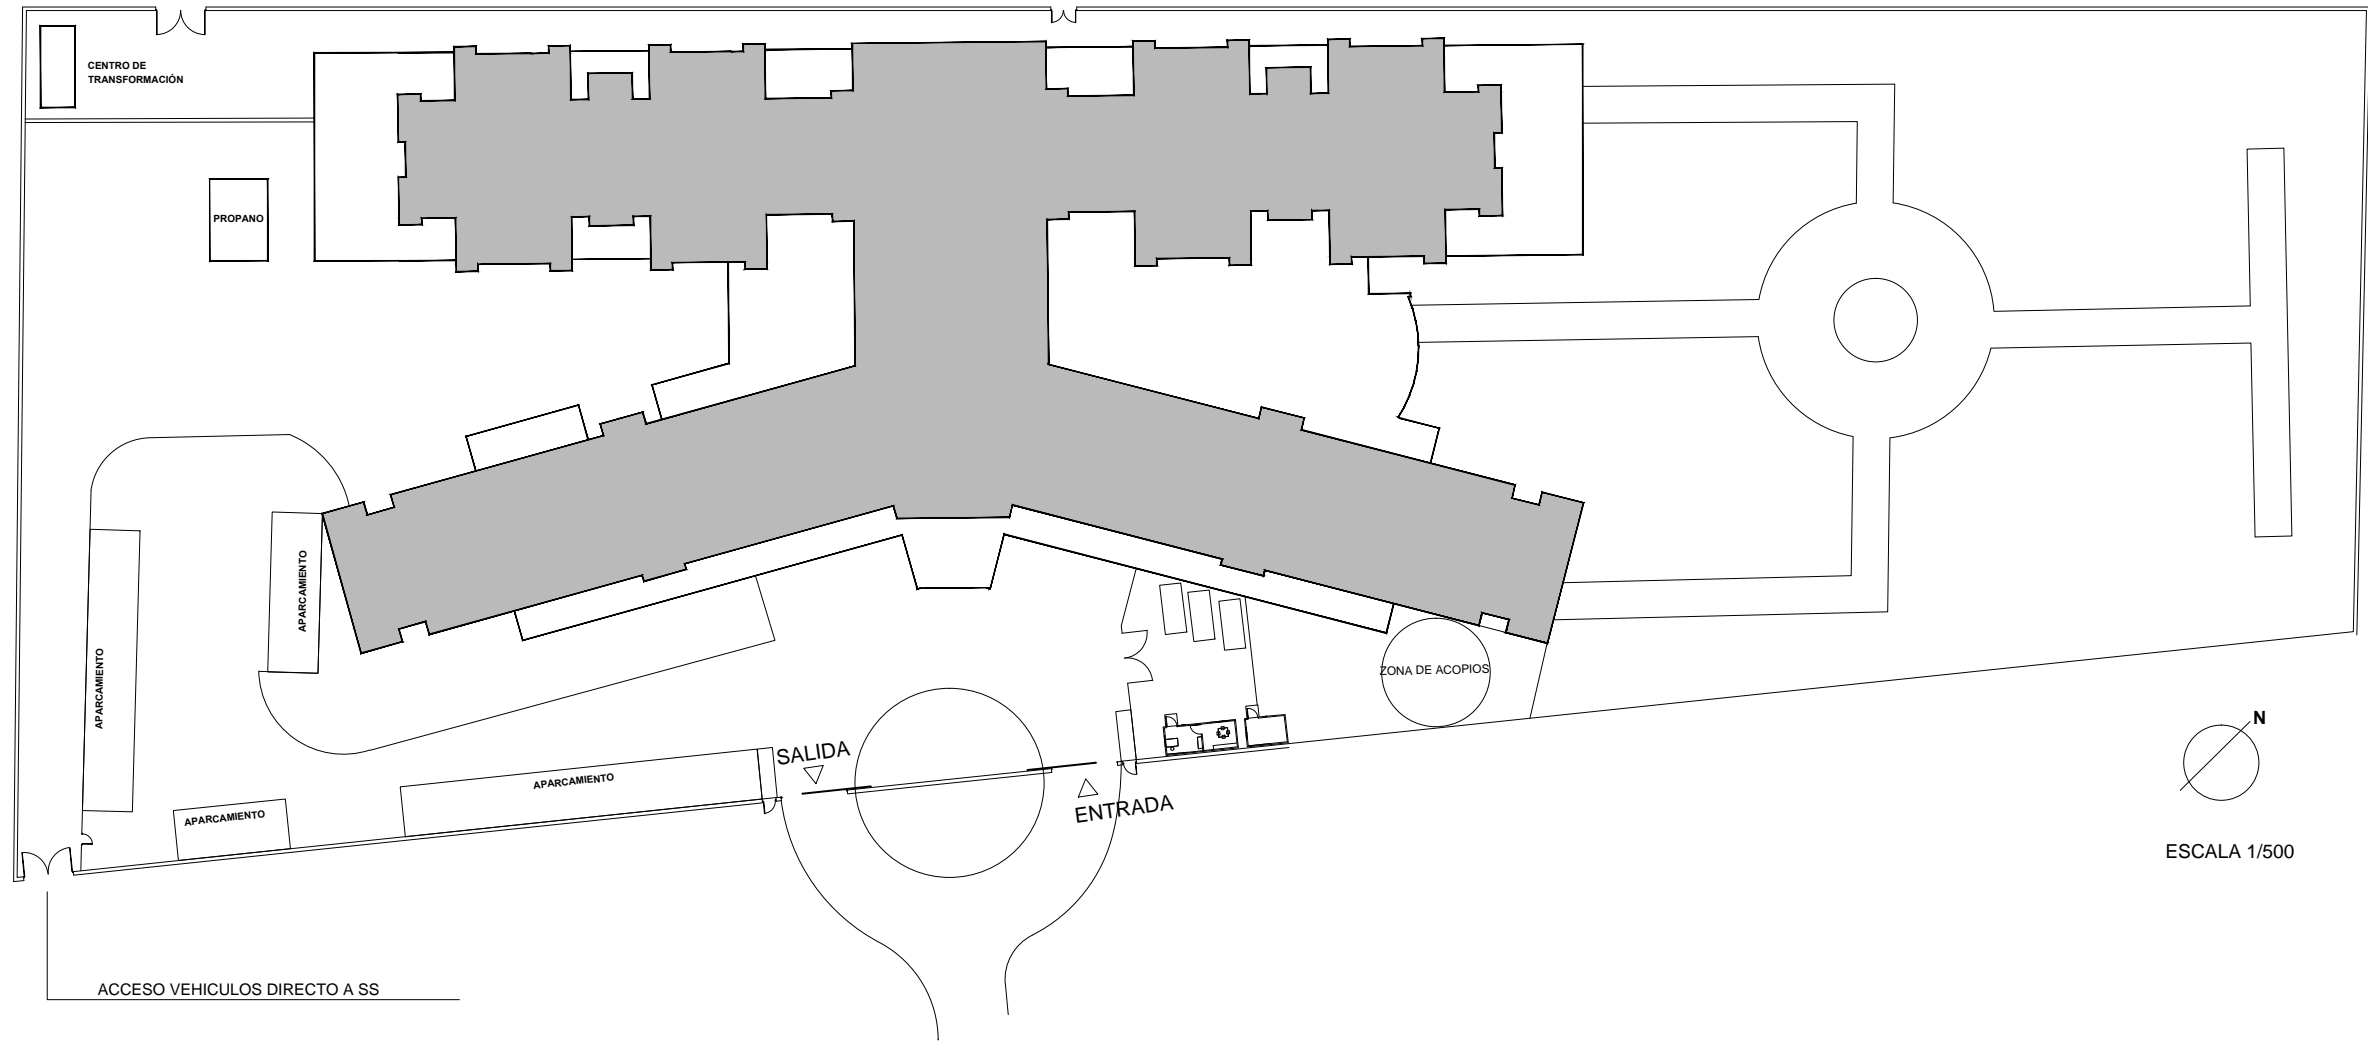 CENTRO DE
TRANSFORMACIÓN
PROPANO
APARCAMIENTO
APARCAMIENTO
ZONA DE ACOPIOS
N
SALIDA
APARCAMIENTO
ENTRADA
APARCAMIENTO
ESCALA 1/500
ACCESO VEHICULOS DIRECTO A SS